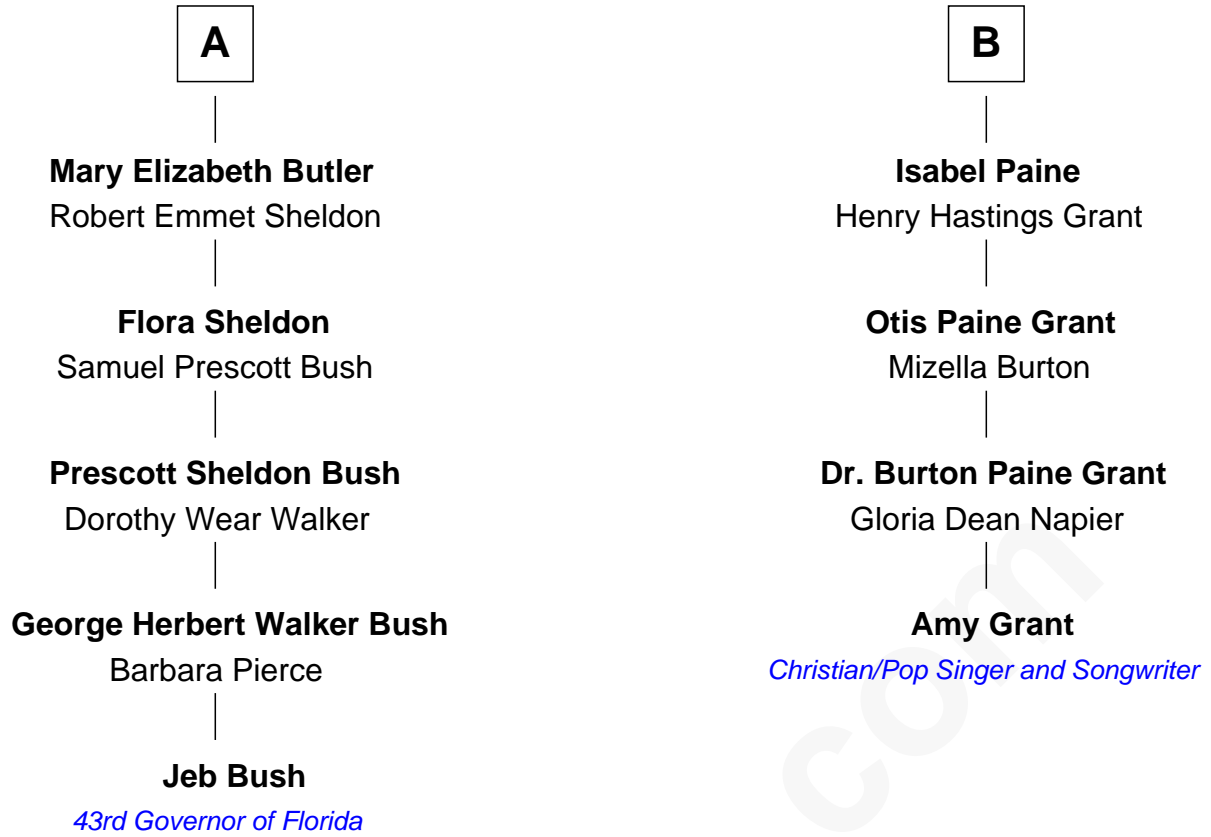 A
Mary Elizabeth Butler
Robert Emmet Sheldon
Flora Sheldon
Samuel Prescott Bush
Prescott Sheldon Bush
Dorothy Wear Walker
George Herbert Walker Bush
Barbara Pierce
Jeb Bush
43rd Governor of Florida
B
Isabel Paine
Henry Hastings Grant
Otis Paine Grant
Mizella Burton
Dr. Burton Paine Grant
Gloria Dean Napier
Amy Grant
Christian/Pop Singer and Songwriter
com